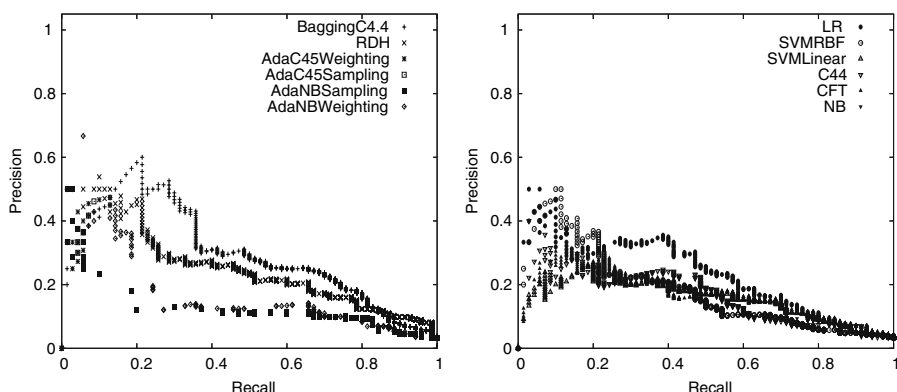 BaggingC4.4
RDH
AdaC45Weighting
AdaC45Sampling
AdaNBSampling
AdaNBWeighting
Precision
1
0.8
0.6
0.4
0.2
0
0 0.2 0.4 0.6 0.8 1
Recall
LR
SVMRBF
SVMLinear
C44
CFT
NB
Precision
1
0.8
0.6
0.4
0.2
0
0 0.2 0.4 0.6 0.8 1
Recall